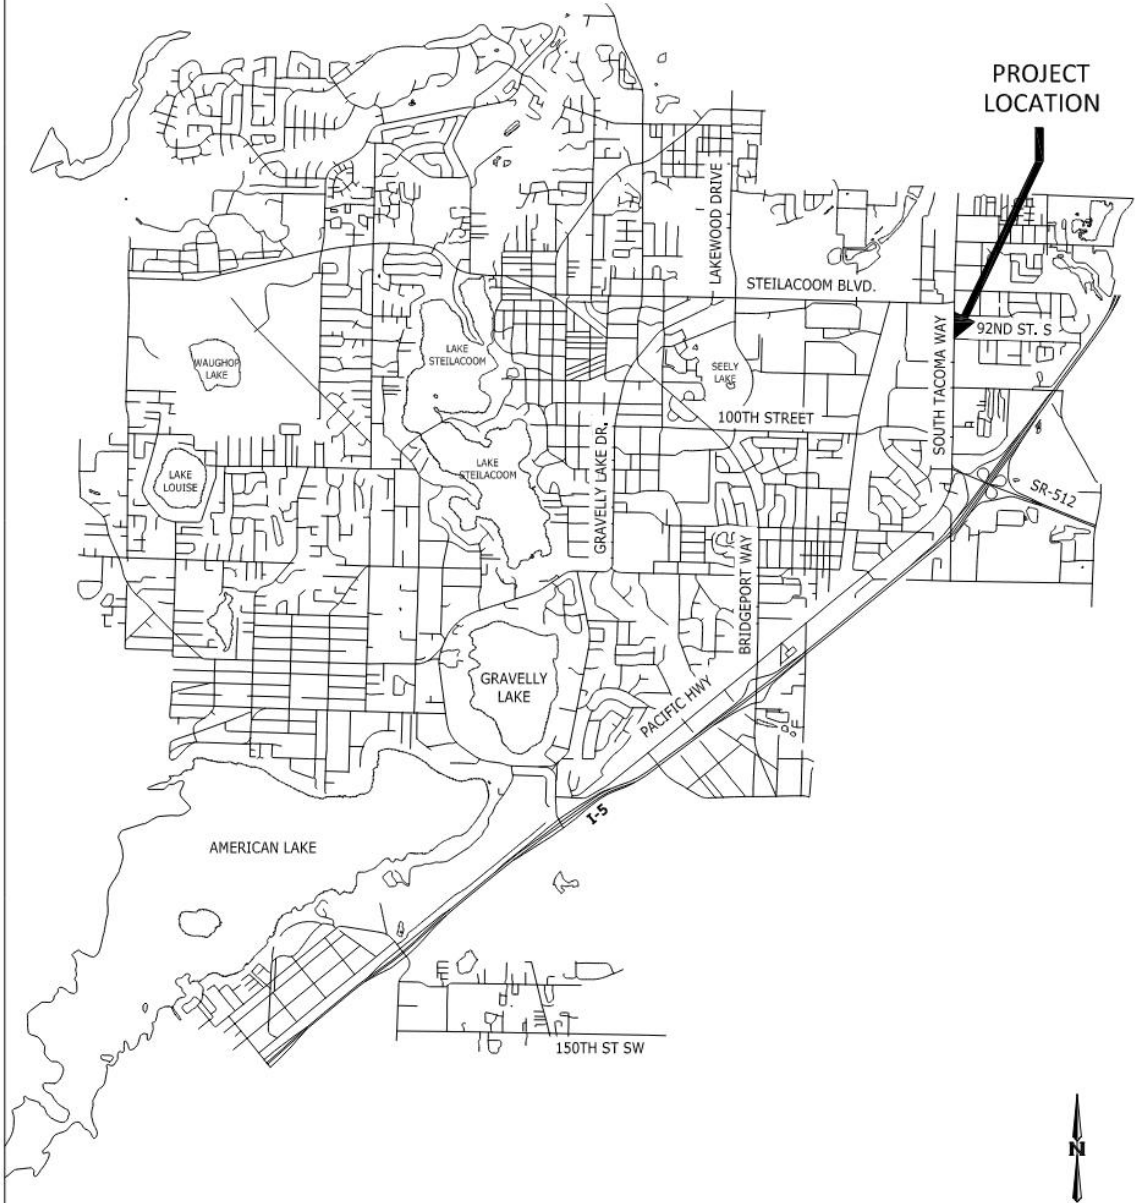 PROJECT
LOCATION
LAKEWOOD DRIVE
STEILACOOM BLVD.
SOUTH TACOMA WAY
92ND ST. S
LAKE
STEILACOOM
WAUGHOP
LAKE
SEELY
LAKE
100TH STREET
GRAVELLY LAKE DR.
LAKE
STEILACOOM
LAKE
LOUISE
SR-512
BRIDGEPORT WAY
GRAVELLY
LAKE
PACIFIC HWY
I-5
AMERICAN LAKE
150TH ST SW
N